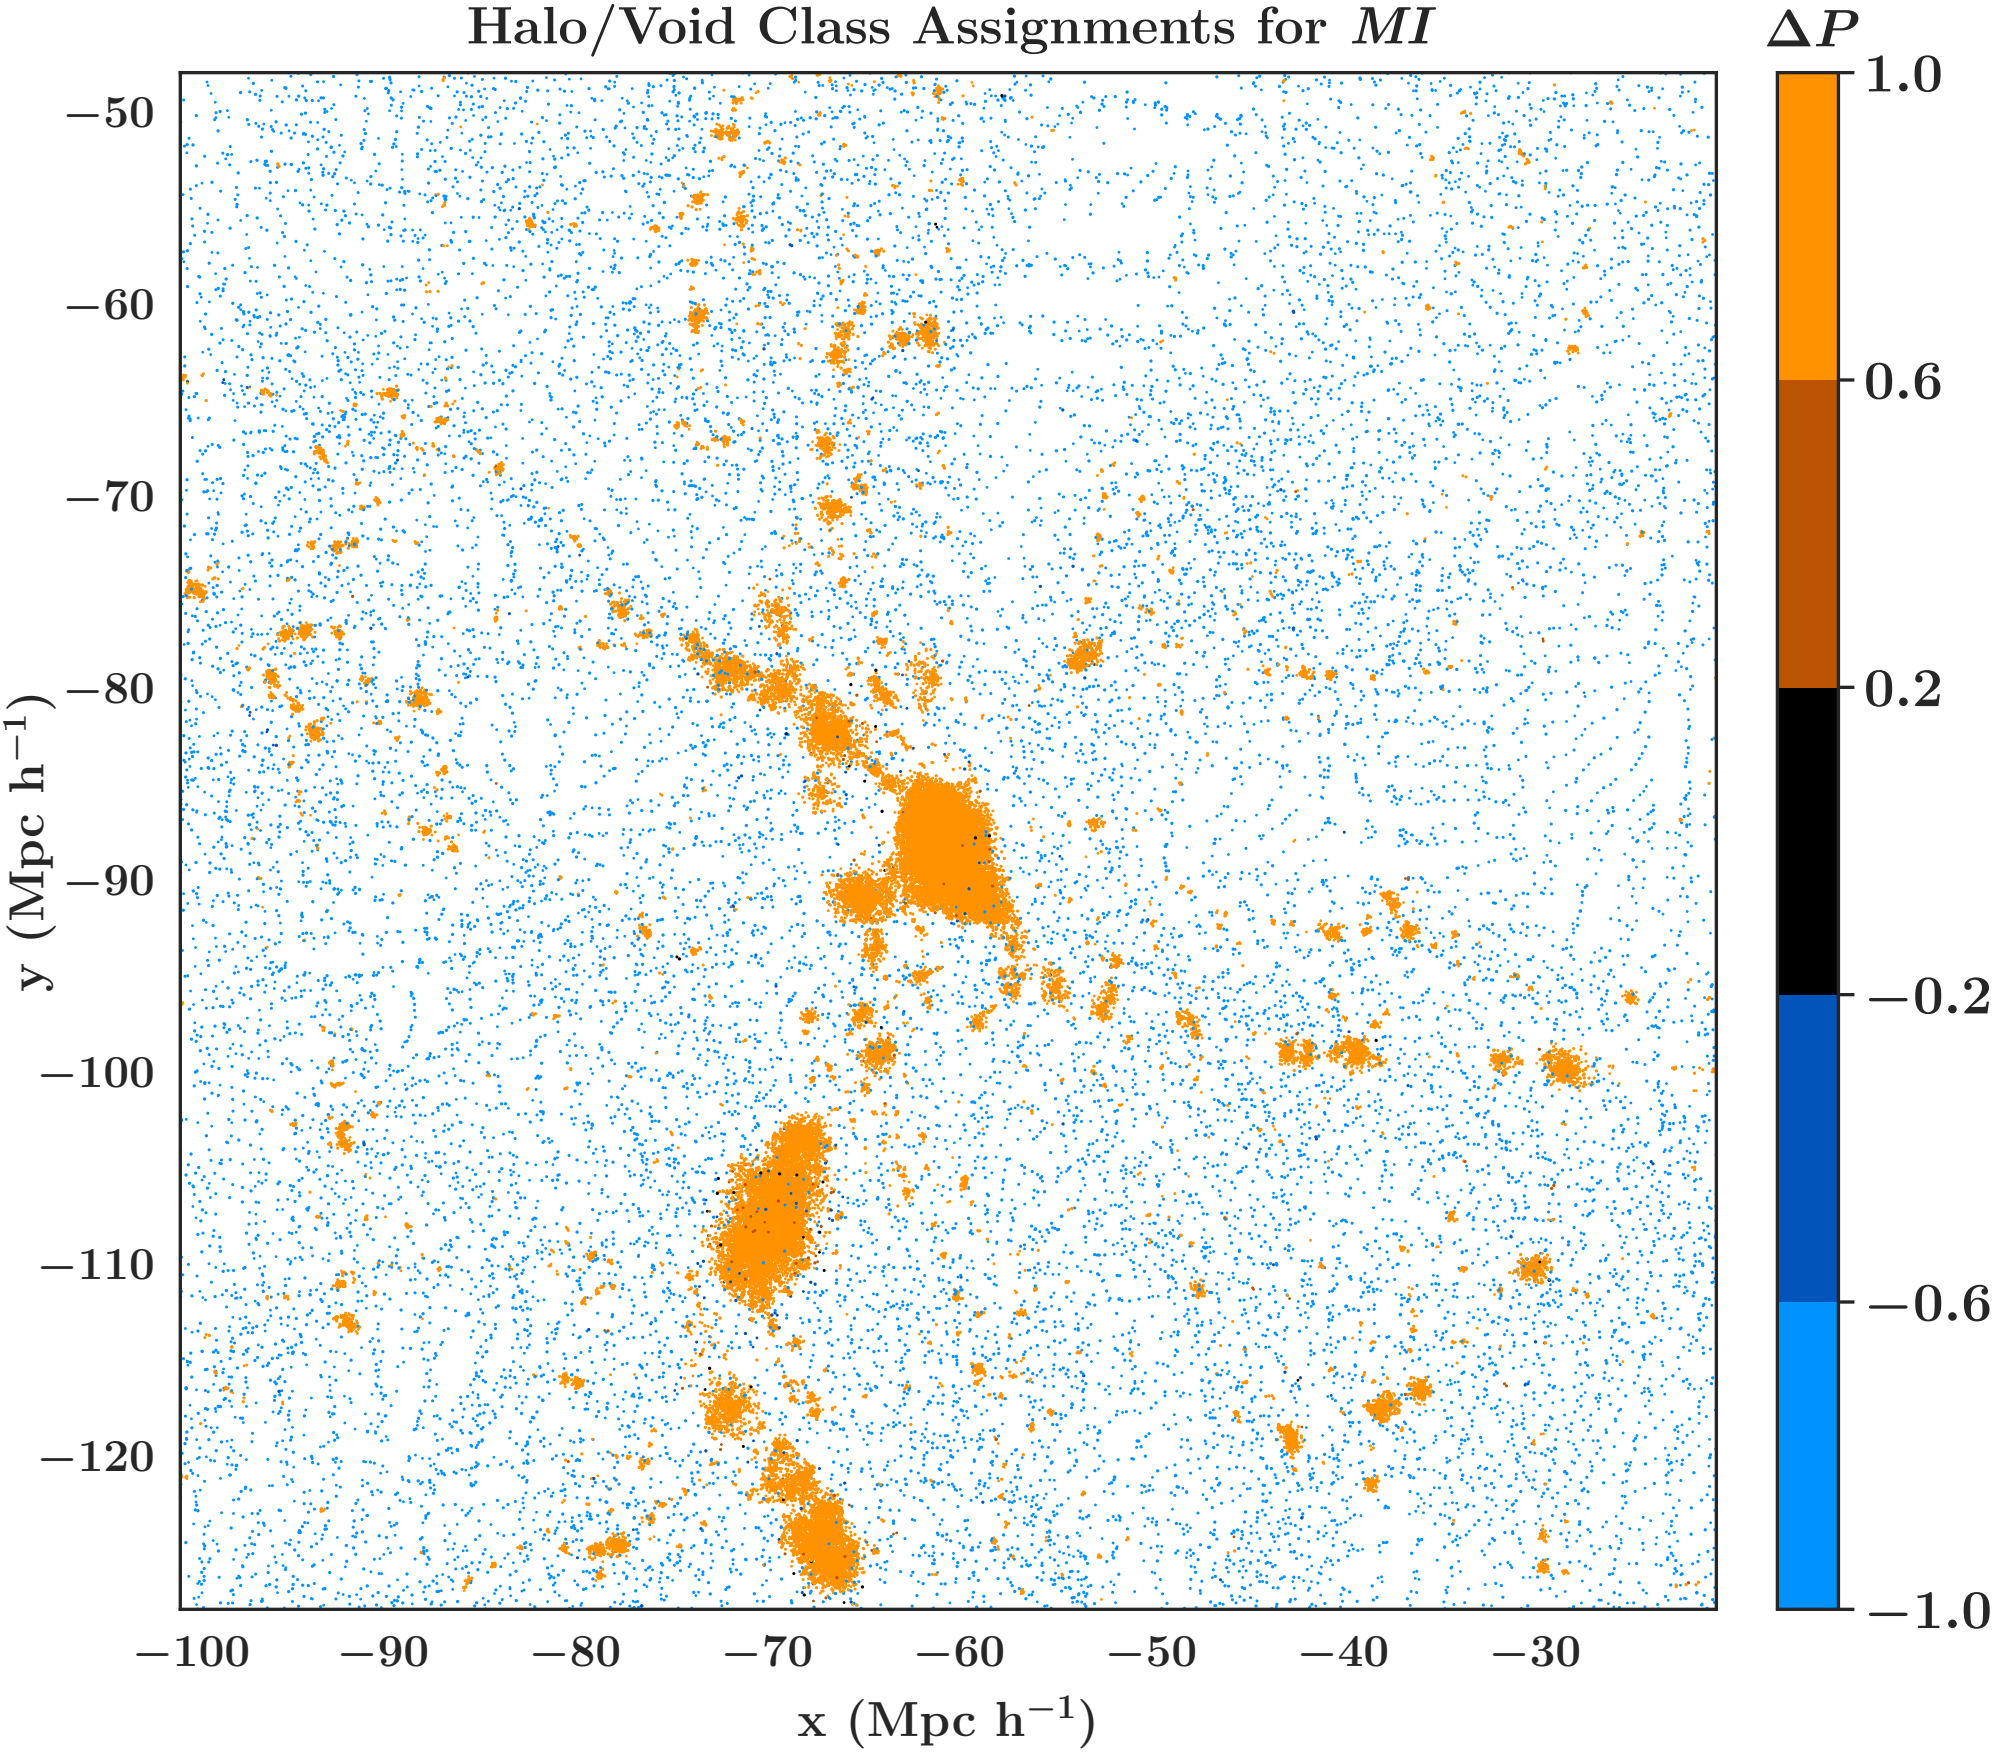 Halo/Void Class Assignments for MI
ΔP
1.0
0.6
0.2
−0.2
−0.6
−1.0
y (Mpc h⁻¹)
−50
−60
−70
−80
−90
−100
−110
−120
−100 −90 −80 −70 −60 −50 −40 −30
x (Mpc h⁻¹)